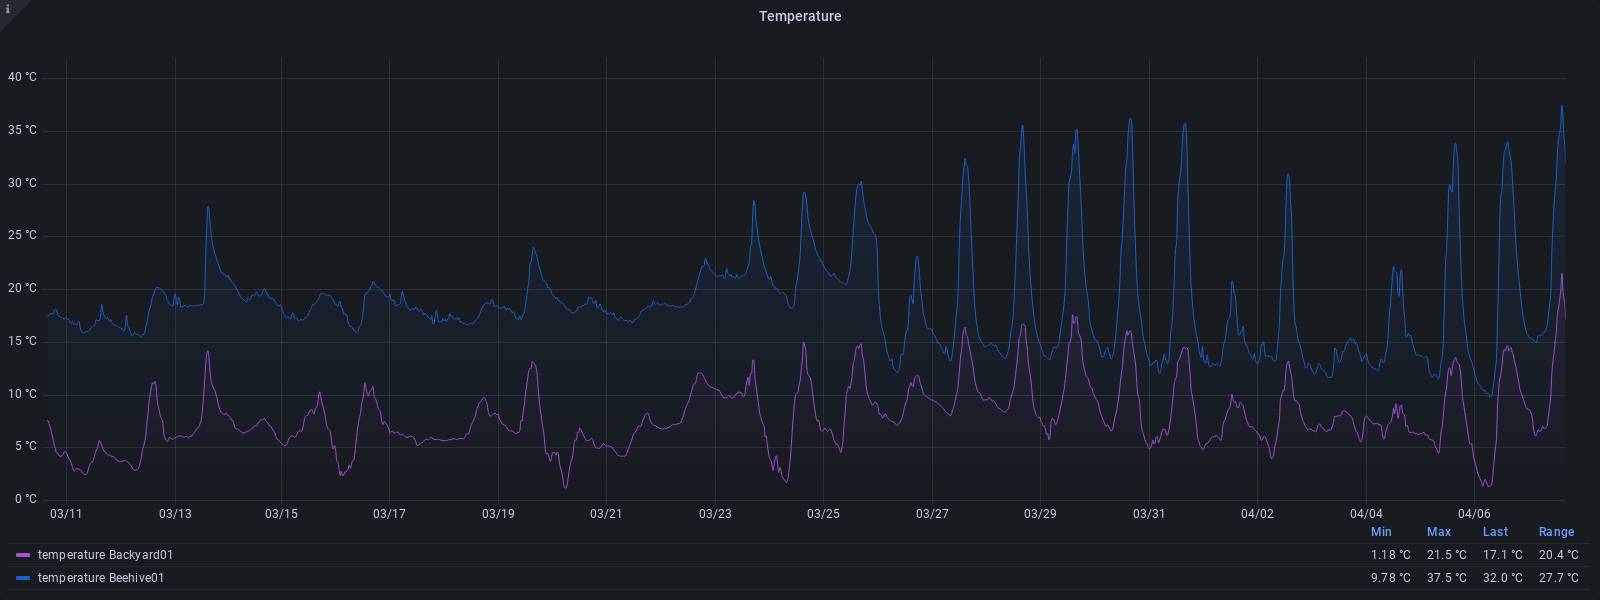 i
Temperature
40 °C
35 °C
30 °C
25 °C
20 °C
15 °C
10 °C
5 °C
0 °C
03/11 03/13 03/15 03/17 03/19 03/21 03/23 03/25 03/27 03/29 03/31 04/02 04/04 04/06
Min Max Last Range
temperature Backyard01 1.18 °C 21.5 °C 17.1 °C 20.4 °C
temperature Beehive01 9.78 °C 37.5 °C 32.0 °C 27.7 °C